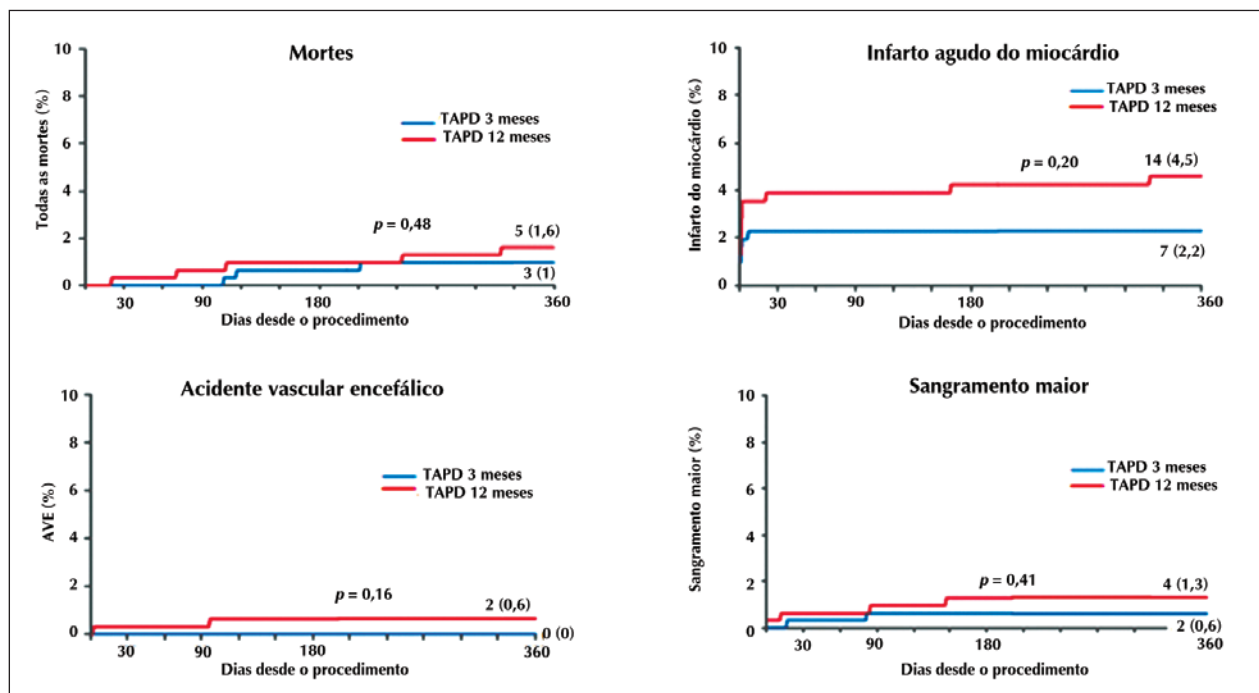 Mortes
10
8
6
4
2
0
Todas as mortes (%)
TAPD 3 meses
TAPD 12 meses
p = 0,48
5 (1,6)
3 (1)
30 90 180 360
Dias desde o procedimento
Infarto agudo do miocárdio
10
8
6
4
2
0
Infarto do miocárdio (%)
TAPD 3 meses
TAPD 12 meses
p = 0,20
14 (4,5)
7 (2,2)
30 90 180 360
Dias desde o procedimento
Acidente vascular encefálico
10
8
6
4
2
0
AVE (%)
TAPD 3 meses
TAPD 12 meses
p = 0,16
2 (0,6)
0 (0)
30 90 180 360
Dias desde o procedimento
Sangramento maior
10
8
6
4
2
0
Sangramento maior (%)
TAPD 3 meses
TAPD 12 meses
p = 0,41
4 (1,3)
2 (0,6)
30 90 180 360
Dias desde o procedimento